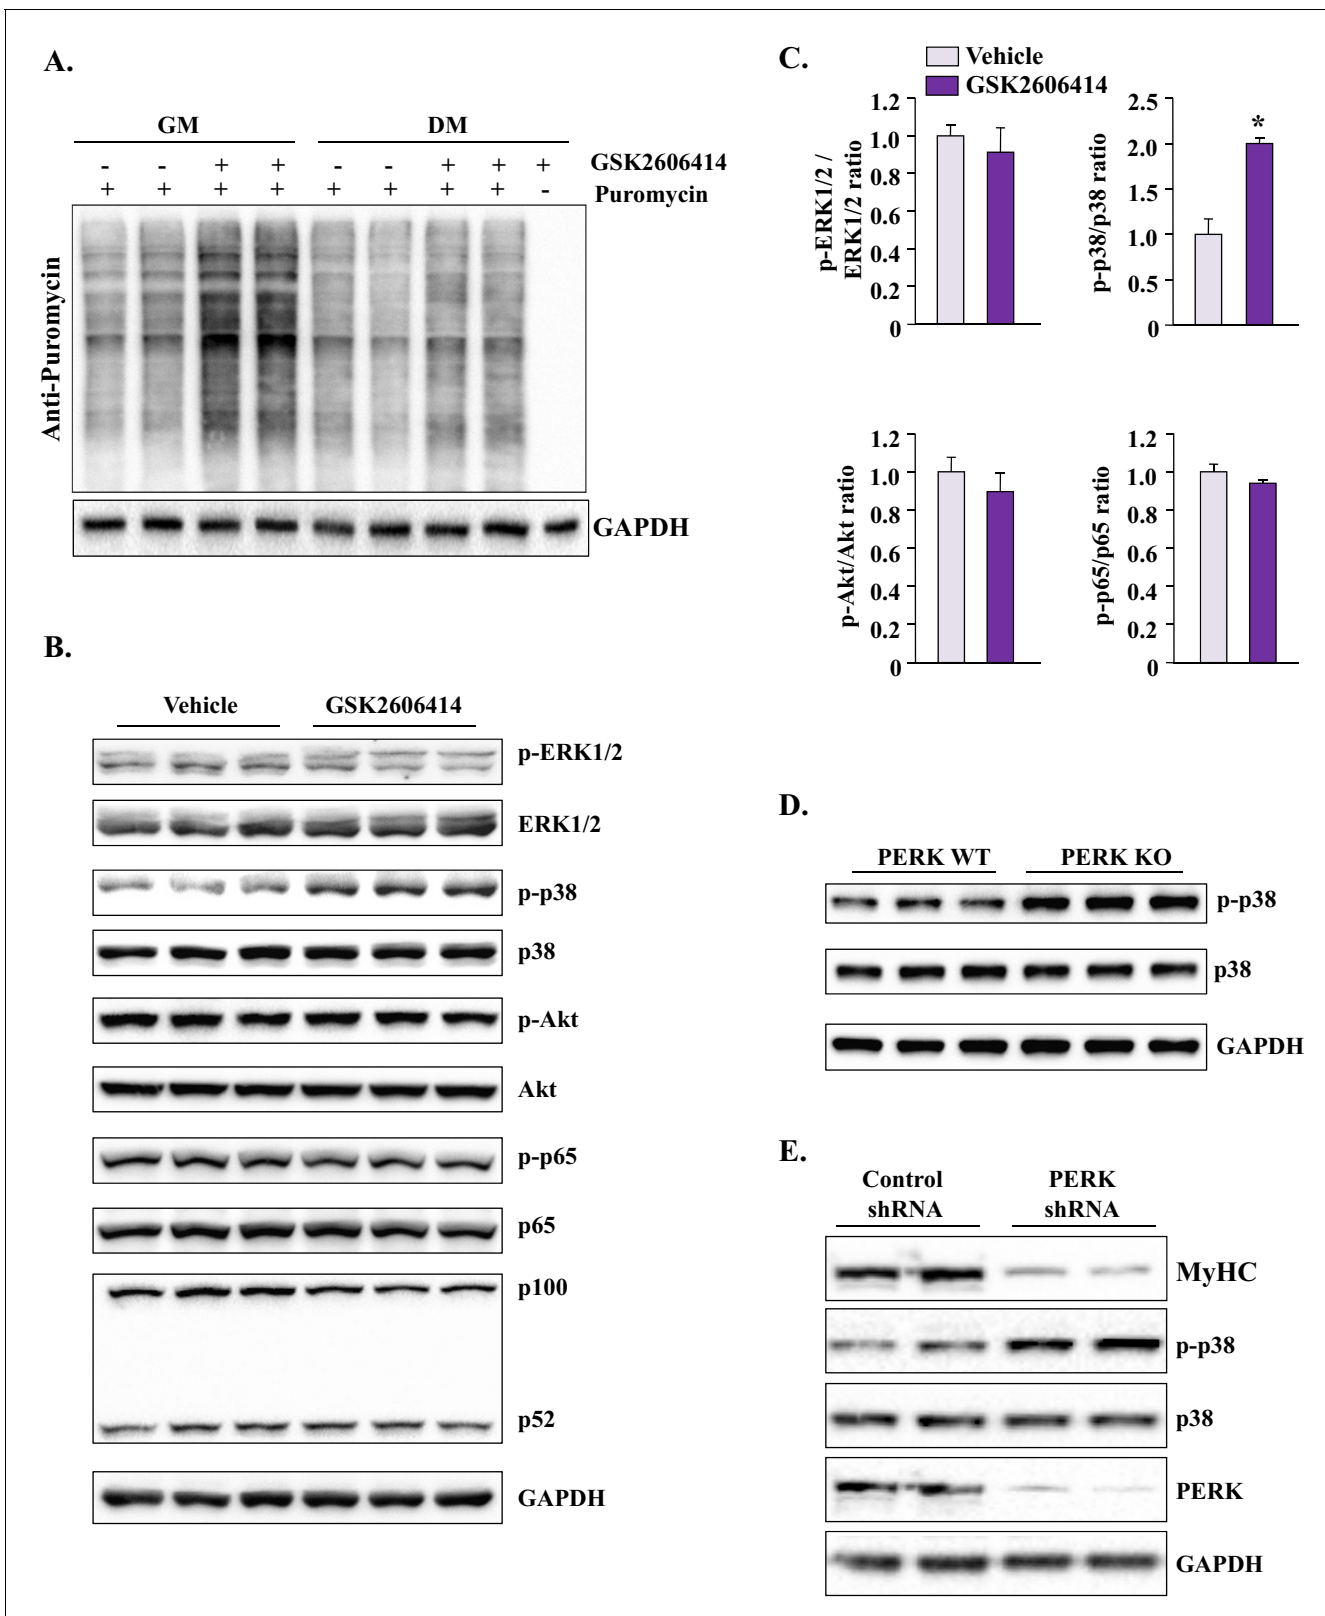 A.
GM DM
- - + + - - + + + GSK2606414
+ + + + + + + + - Puromycin
Anti-Puromycin
GAPDH
B.
Vehicle GSK2606414
p-ERK1/2
ERK1/2
p-p38
p38
p-Akt
Akt
p-p65
p65
p100
p52
GAPDH
C.
Vehicle
GSK2606414
p-ERK1/2 /
ERK1/2 ratio
1.2
1.0
0.8
0.6
0.4
0.2
0
p-p38/p38 ratio
2.5
2.0
1.5
1.0
0.5
0
*
p-Akt/Akt ratio
1.2
1.0
0.8
0.6
0.4
0.2
0
p-p65/p65 ratio
1.2
1.0
0.8
0.6
0.4
0.2
0
D.
PERK WT PERK KO
p-p38
p38
GAPDH
E.
Control PERK
shRNA shRNA
MyHC
p-p38
p38
PERK
GAPDH